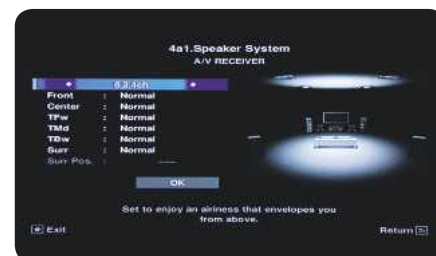 4a1.Speaker System
A/V RECEIVER
5.2.4ch
Front : Normal
Center : Normal
TFw : Normal
TMd : Normal
TBw : Normal
Surr : Normal
Surr Pos. : ---
OK
Set to enjoy an airiness that envelopes you
from above.
Exit
Return